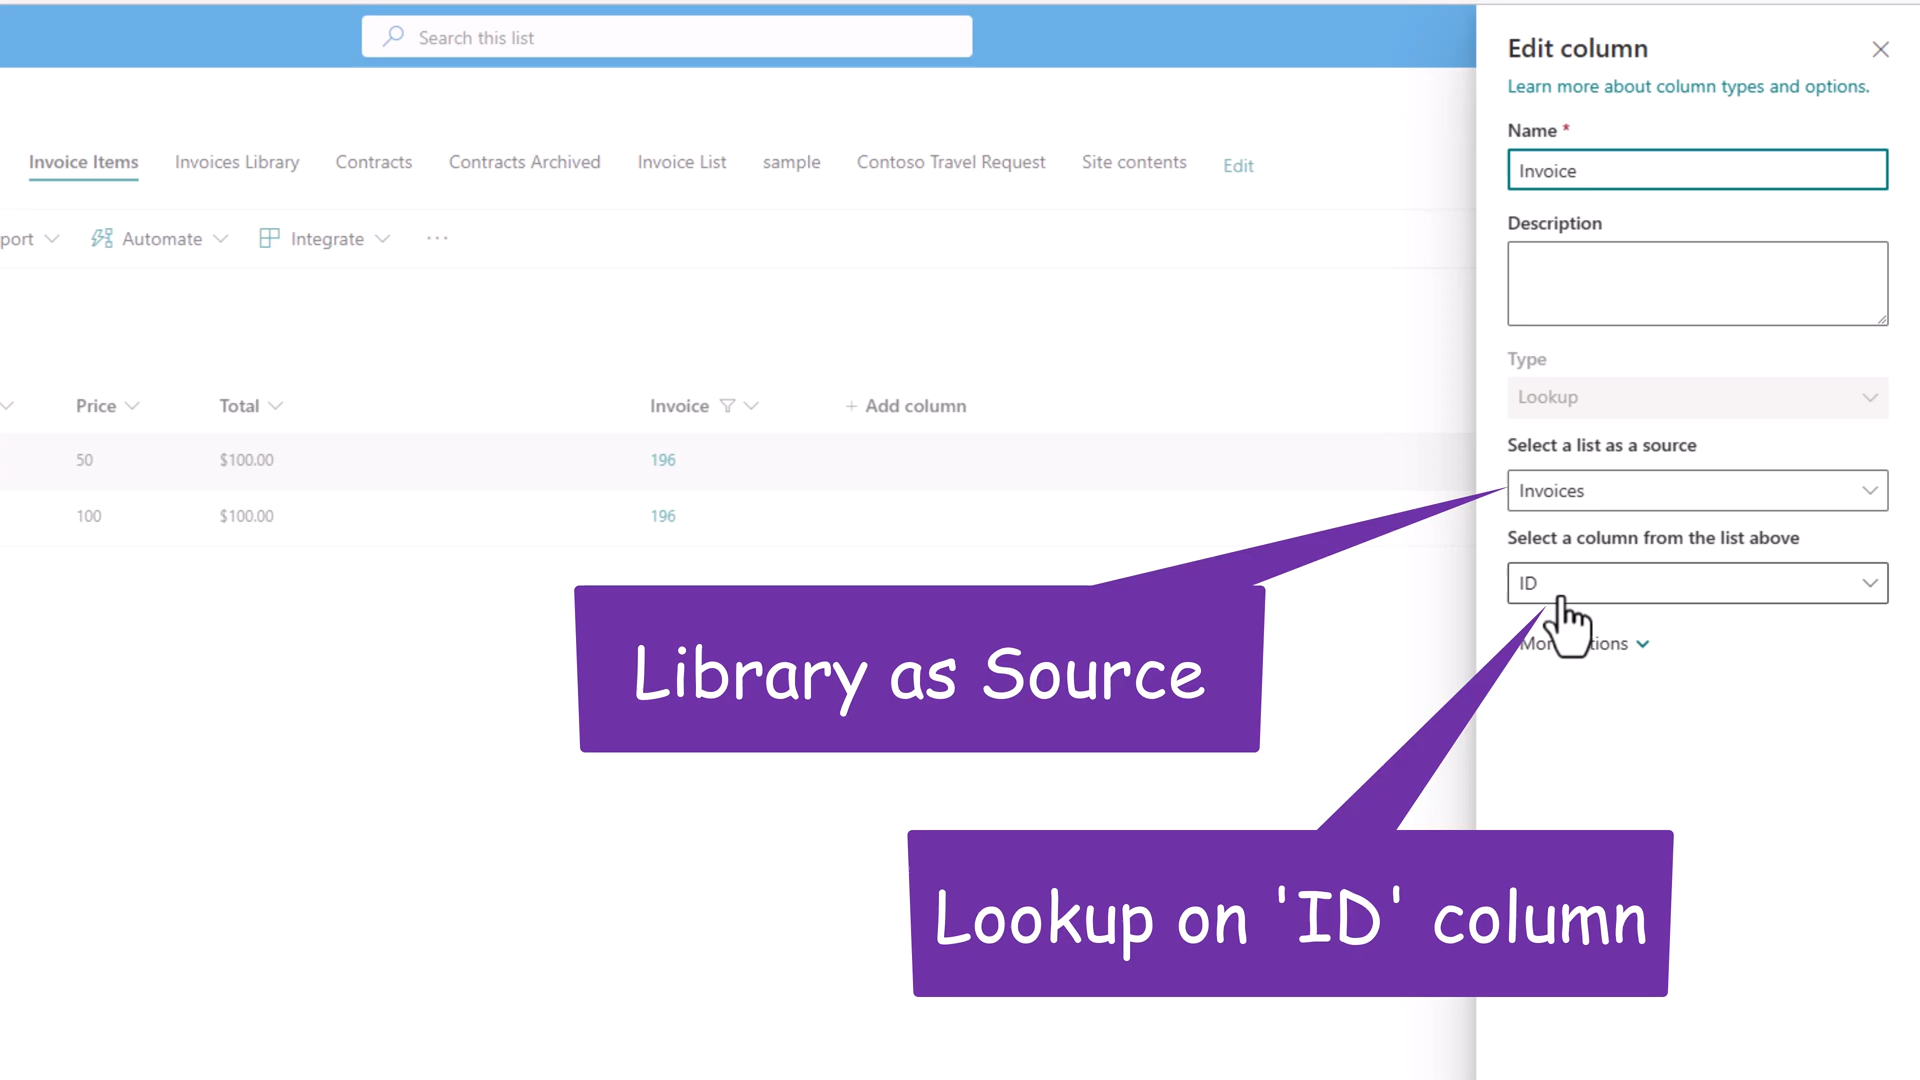 Search this list
Invoice Items Invoices Library Contracts Contracts Archived Invoice List sample Contoso Travel Request Site contents Edit
port Automate Integrate ...
Price Total Invoice + Add column
50 $100.00 196
100 $100.00 196
Edit column
Learn more about column types and options.
Name *
Invoice
Description
Type
Lookup
Select a list as a source
Invoices
Select a column from the list above
ID
Library as Source
Lookup on 'ID' column